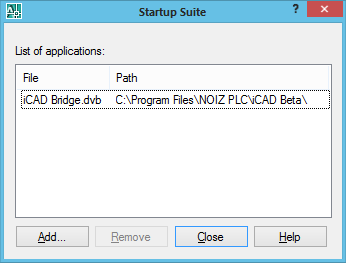 Startup Suite
?
List of applications:
File Path
iCAD Bridge.dvb C:\Program Files\NOIZ PLC\iCAD Beta\
Add... Remove Close Help